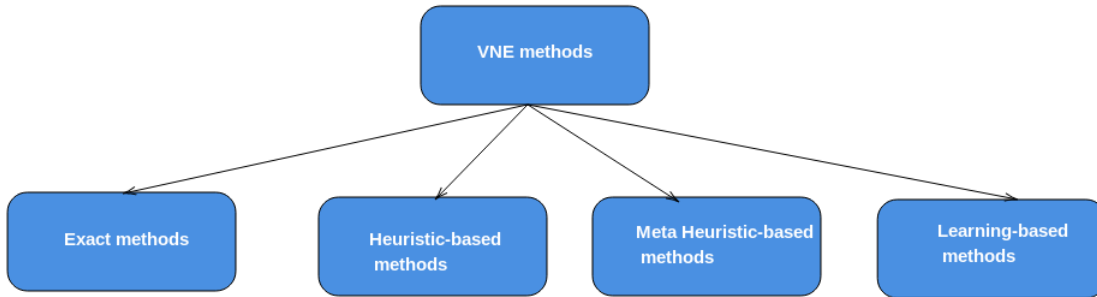 VNE methods
Exact methods
Heuristic-based
methods
Meta Heuristic-based
methods
Learning-based
methods